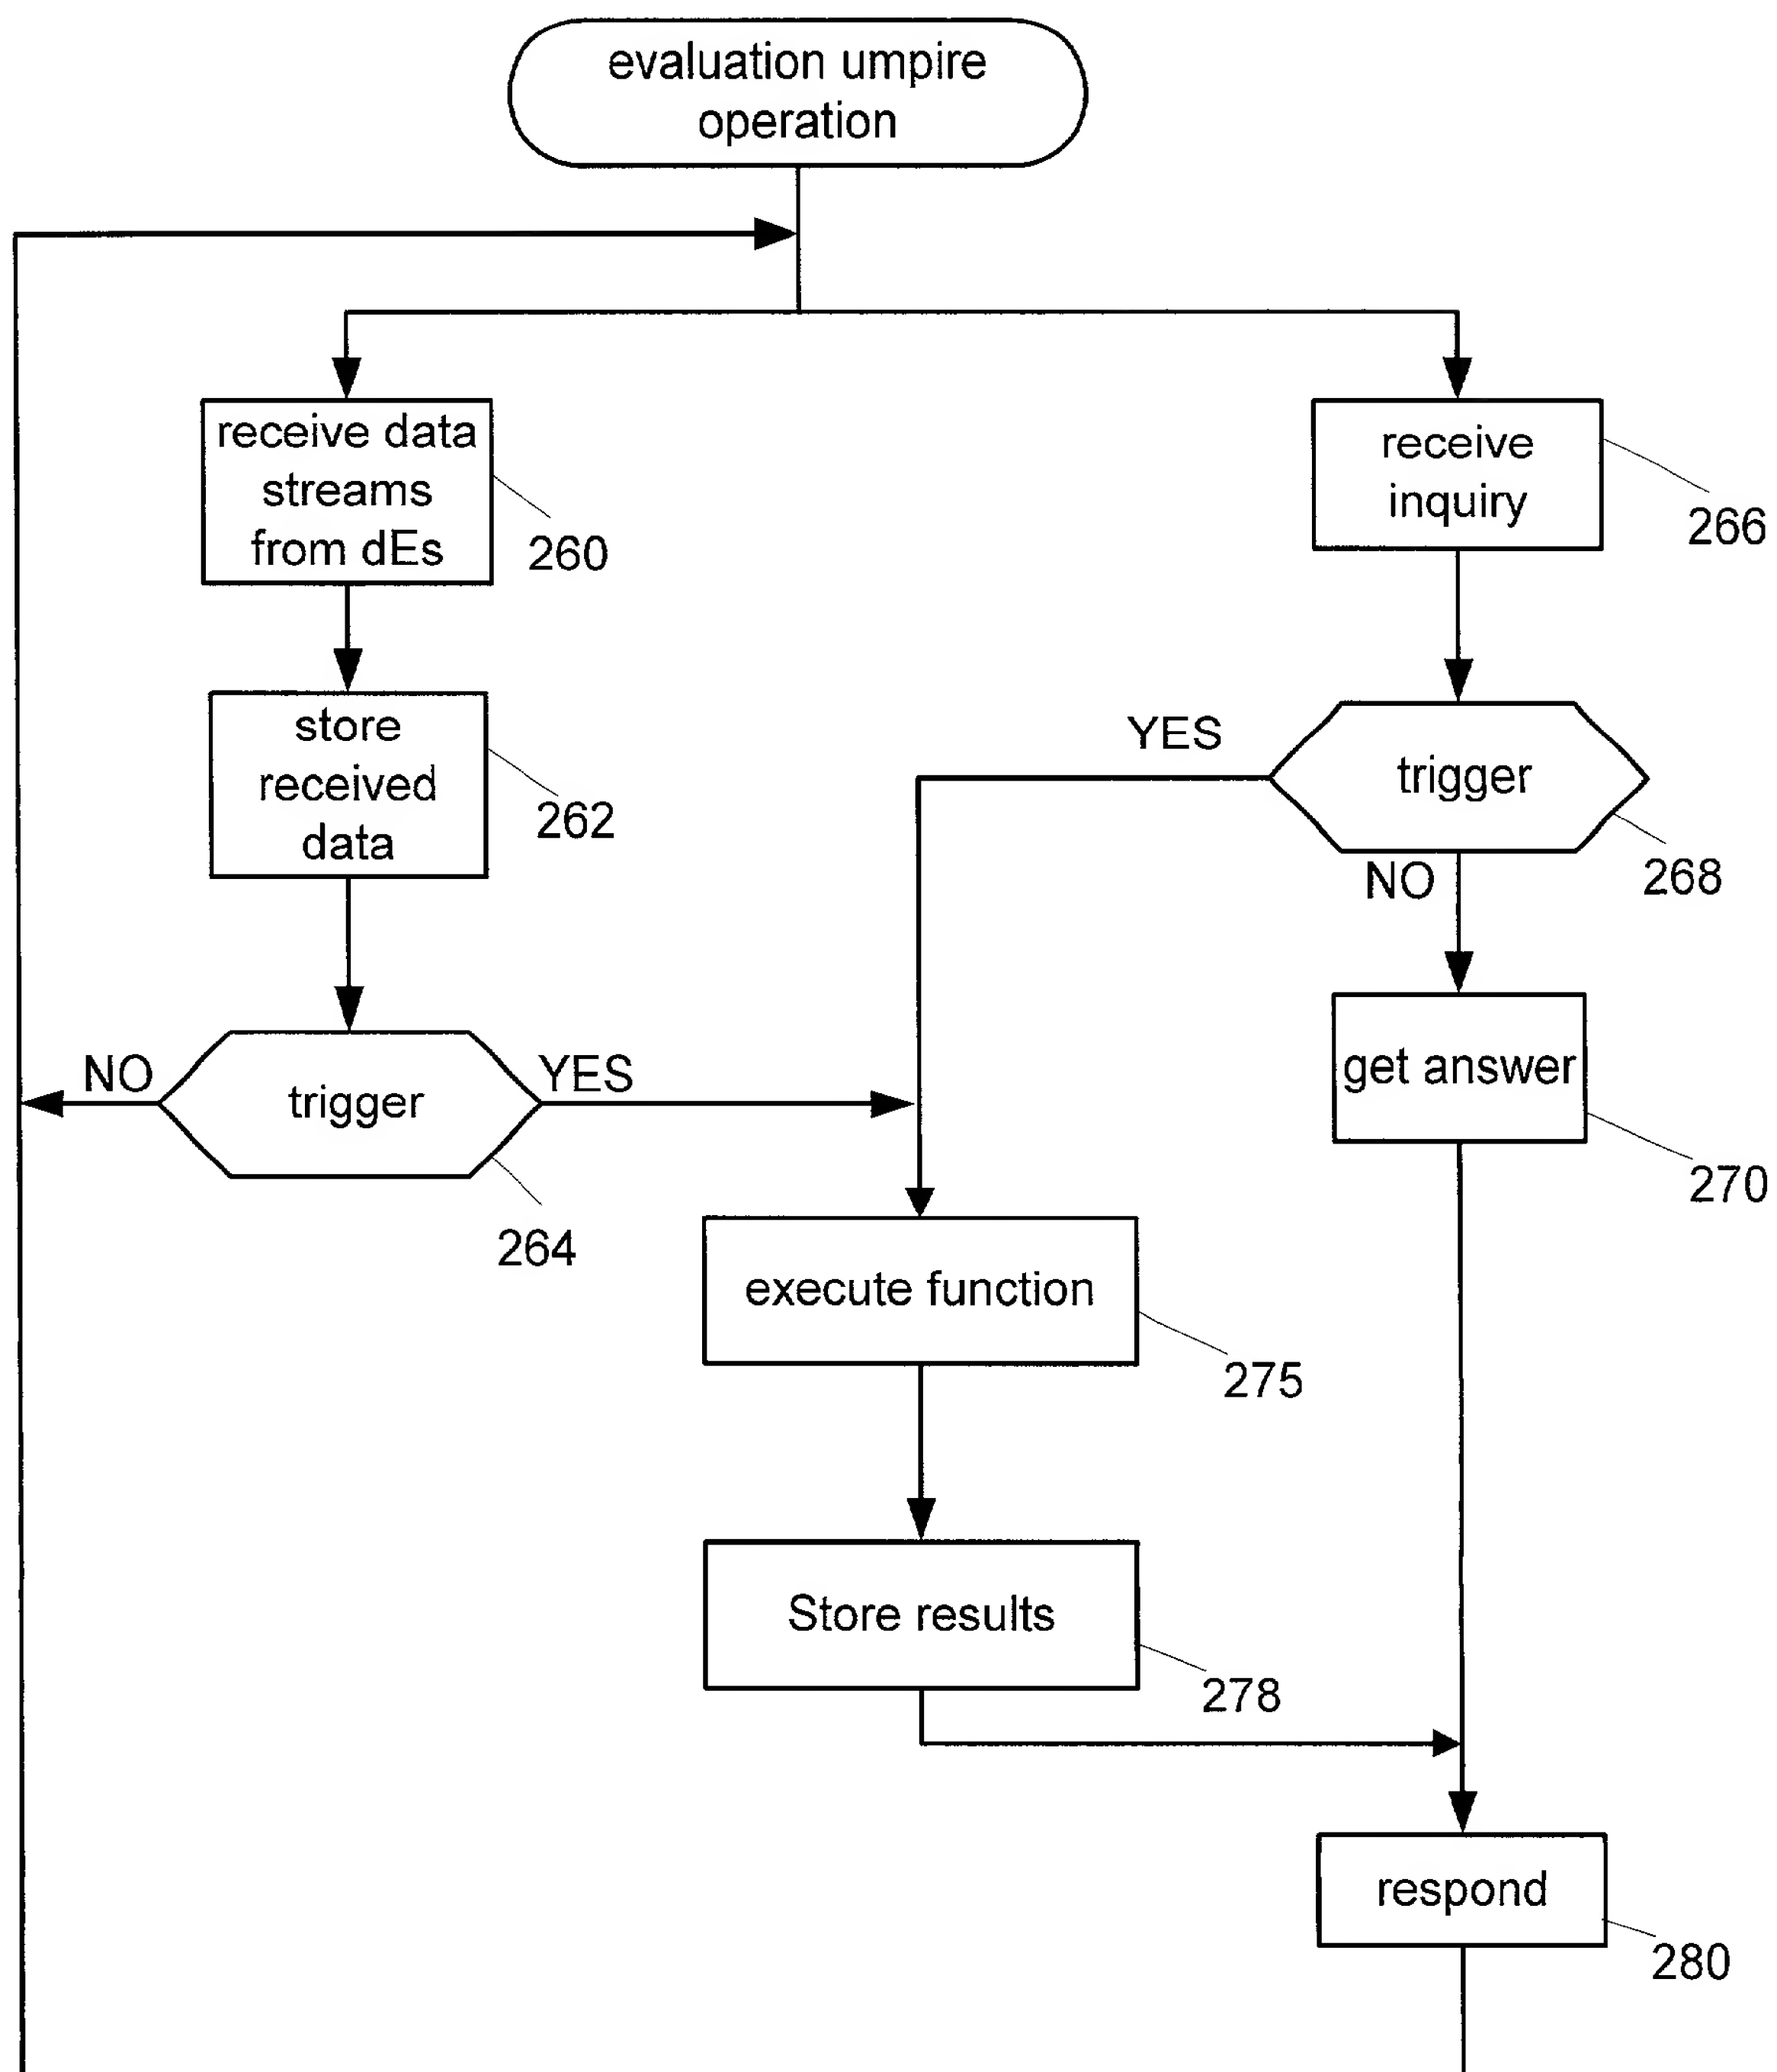 evaluation umpire
operation
receive data
streams
from dEs
260
receive
inquiry
266
store
received
data
262
YES
trigger
268
NO
NO
trigger
YES
264
get answer
270
execute function
275
Store results
278
respond
280